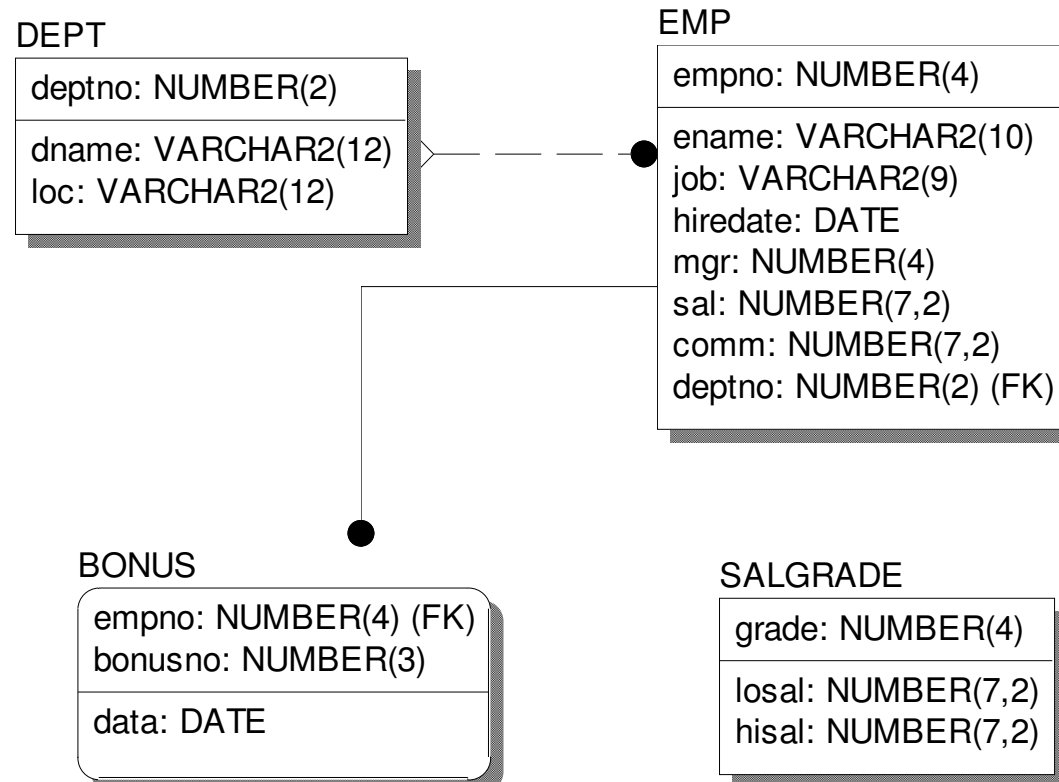 DEPT
deptno: NUMBER(2)
dname: VARCHAR2(12)
loc: VARCHAR2(12)
EMP
empno: NUMBER(4)
ename: VARCHAR2(10)
job: VARCHAR2(9)
hiredate: DATE
mgr: NUMBER(4)
sal: NUMBER(7,2)
comm: NUMBER(7,2)
deptno: NUMBER(2) (FK)
BONUS
empno: NUMBER(4) (FK)
bonusno: NUMBER(3)
data: DATE
SALGRADE
grade: NUMBER(4)
losal: NUMBER(7,2)
hisal: NUMBER(7,2)